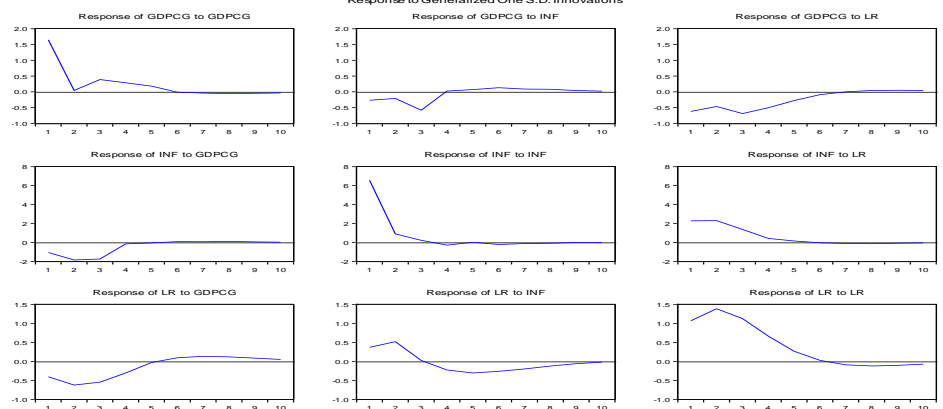 Response to Generalized One S.D. Innovations
Response of GDPCG to GDPCG
Response of GDPCG to INF
Response of GDPCG to LR
2.0 2.0 2.0
1.5 1.5 1.5
1.0 1.0 1.0
0.5 0.5 0.5
0.0 0.0 0.0
-0.5 -0.5 -0.5
-1.0 -1.0 -1.0
1 2 3 4 5 6 7 8 9 10 1 2 3 4 5 6 7 8 9 10 1 2 3 4 5 6 7 8 9 10
Response of INF to GDPCG
Response of INF to INF
Response of INF to LR
8 8 8
6 6 6
4 4 4
2 2 2
0 0 0
-2 -2 -2
1 2 3 4 5 6 7 8 9 10 1 2 3 4 5 6 7 8 9 10 1 2 3 4 5 6 7 8 9 10
Response of LR to GDPCG
Response of LR to INF
Response of LR to LR
1.5 1.5 1.5
1.0 1.0 1.0
0.5 0.5 0.5
0.0 0.0 0.0
-0.5 -0.5 -0.5
-1.0 -1.0 -1.0
1 2 3 4 5 6 7 8 9 10 1 2 3 4 5 6 7 8 9 10 1 2 3 4 5 6 7 8 9 10